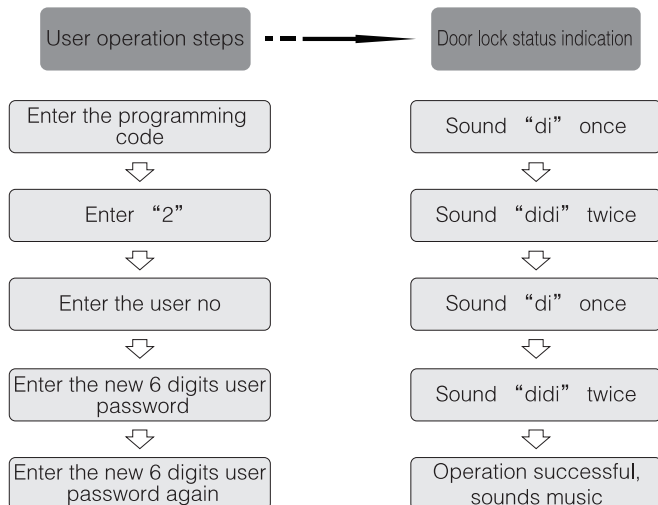 User operation steps
Door lock status indication
Enter the programming
code
Sound “di” once
Enter “2”
Sound “didi” twice
Enter the user no
Sound “di” once
Enter the new 6 digits user
password
Sound “didi” twice
Enter the new 6 digits user
password again
Operation successful,
sounds music